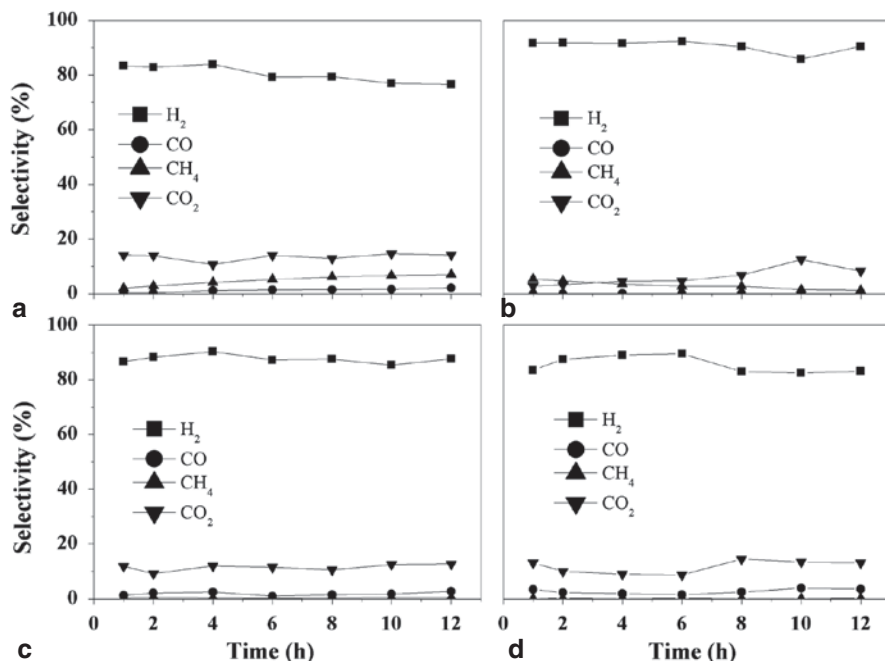 Selectivity (%)
100
80
60
40
20
0
H₂
CO
CH₄
CO₂
a
H₂
CO
CH₄
CO₂
b
Selectivity (%)
100
80
60
40
20
0
H₂
CO
CH₄
CO₂
0 2 4 6 8 10 12
Time (h)
c
H₂
CO
CH₄
CO₂
0 2 4 6 8 10 12
Time (h)
d